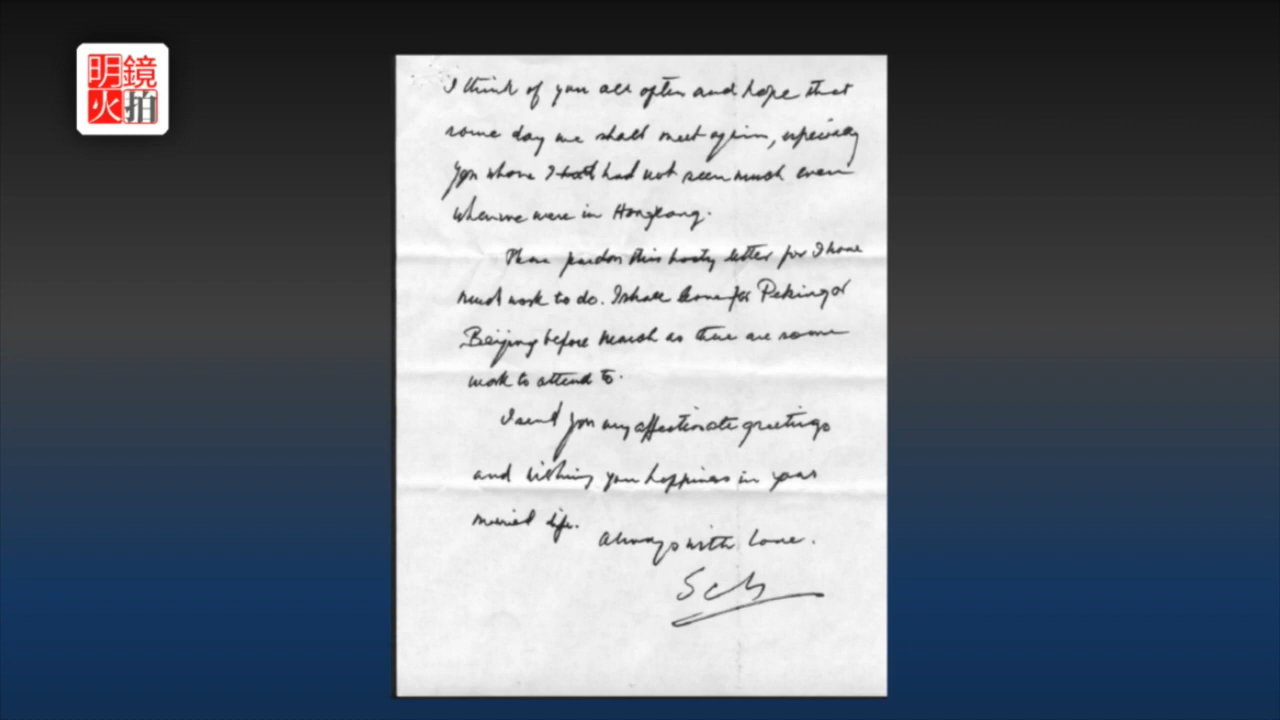 明鏡
火拍
I think of you all often and hope that
some day we shall meet again, especially
you whom I had not seen much even
when we were in Hongkong.
Please pardon this hasty letter for I have
much work to do. I shall leave for Peking or
Beijing before March as there are some
work to attend to.
I send you my affectionate greetings
and wishing you happiness in your
married life.
Always with love.
SCL